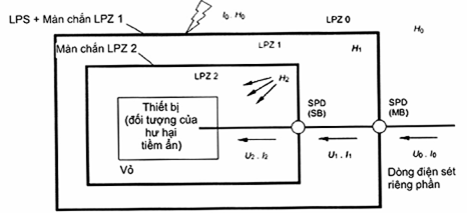 I₀, H₀
LPZ 0
H₀
LPS + Màn chắn LPZ 1
LPZ 1
H₁
Màn chắn LPZ 2
LPZ 2
H₂
Thiết bị
(đối tượng của
hư hại
tiềm ẩn)
SPD
(SB)
SPD
(MB)
U₂ , I₂
U₁ , I₁
U₀ , I₀
Vỏ
Dòng điện sét
riêng phần